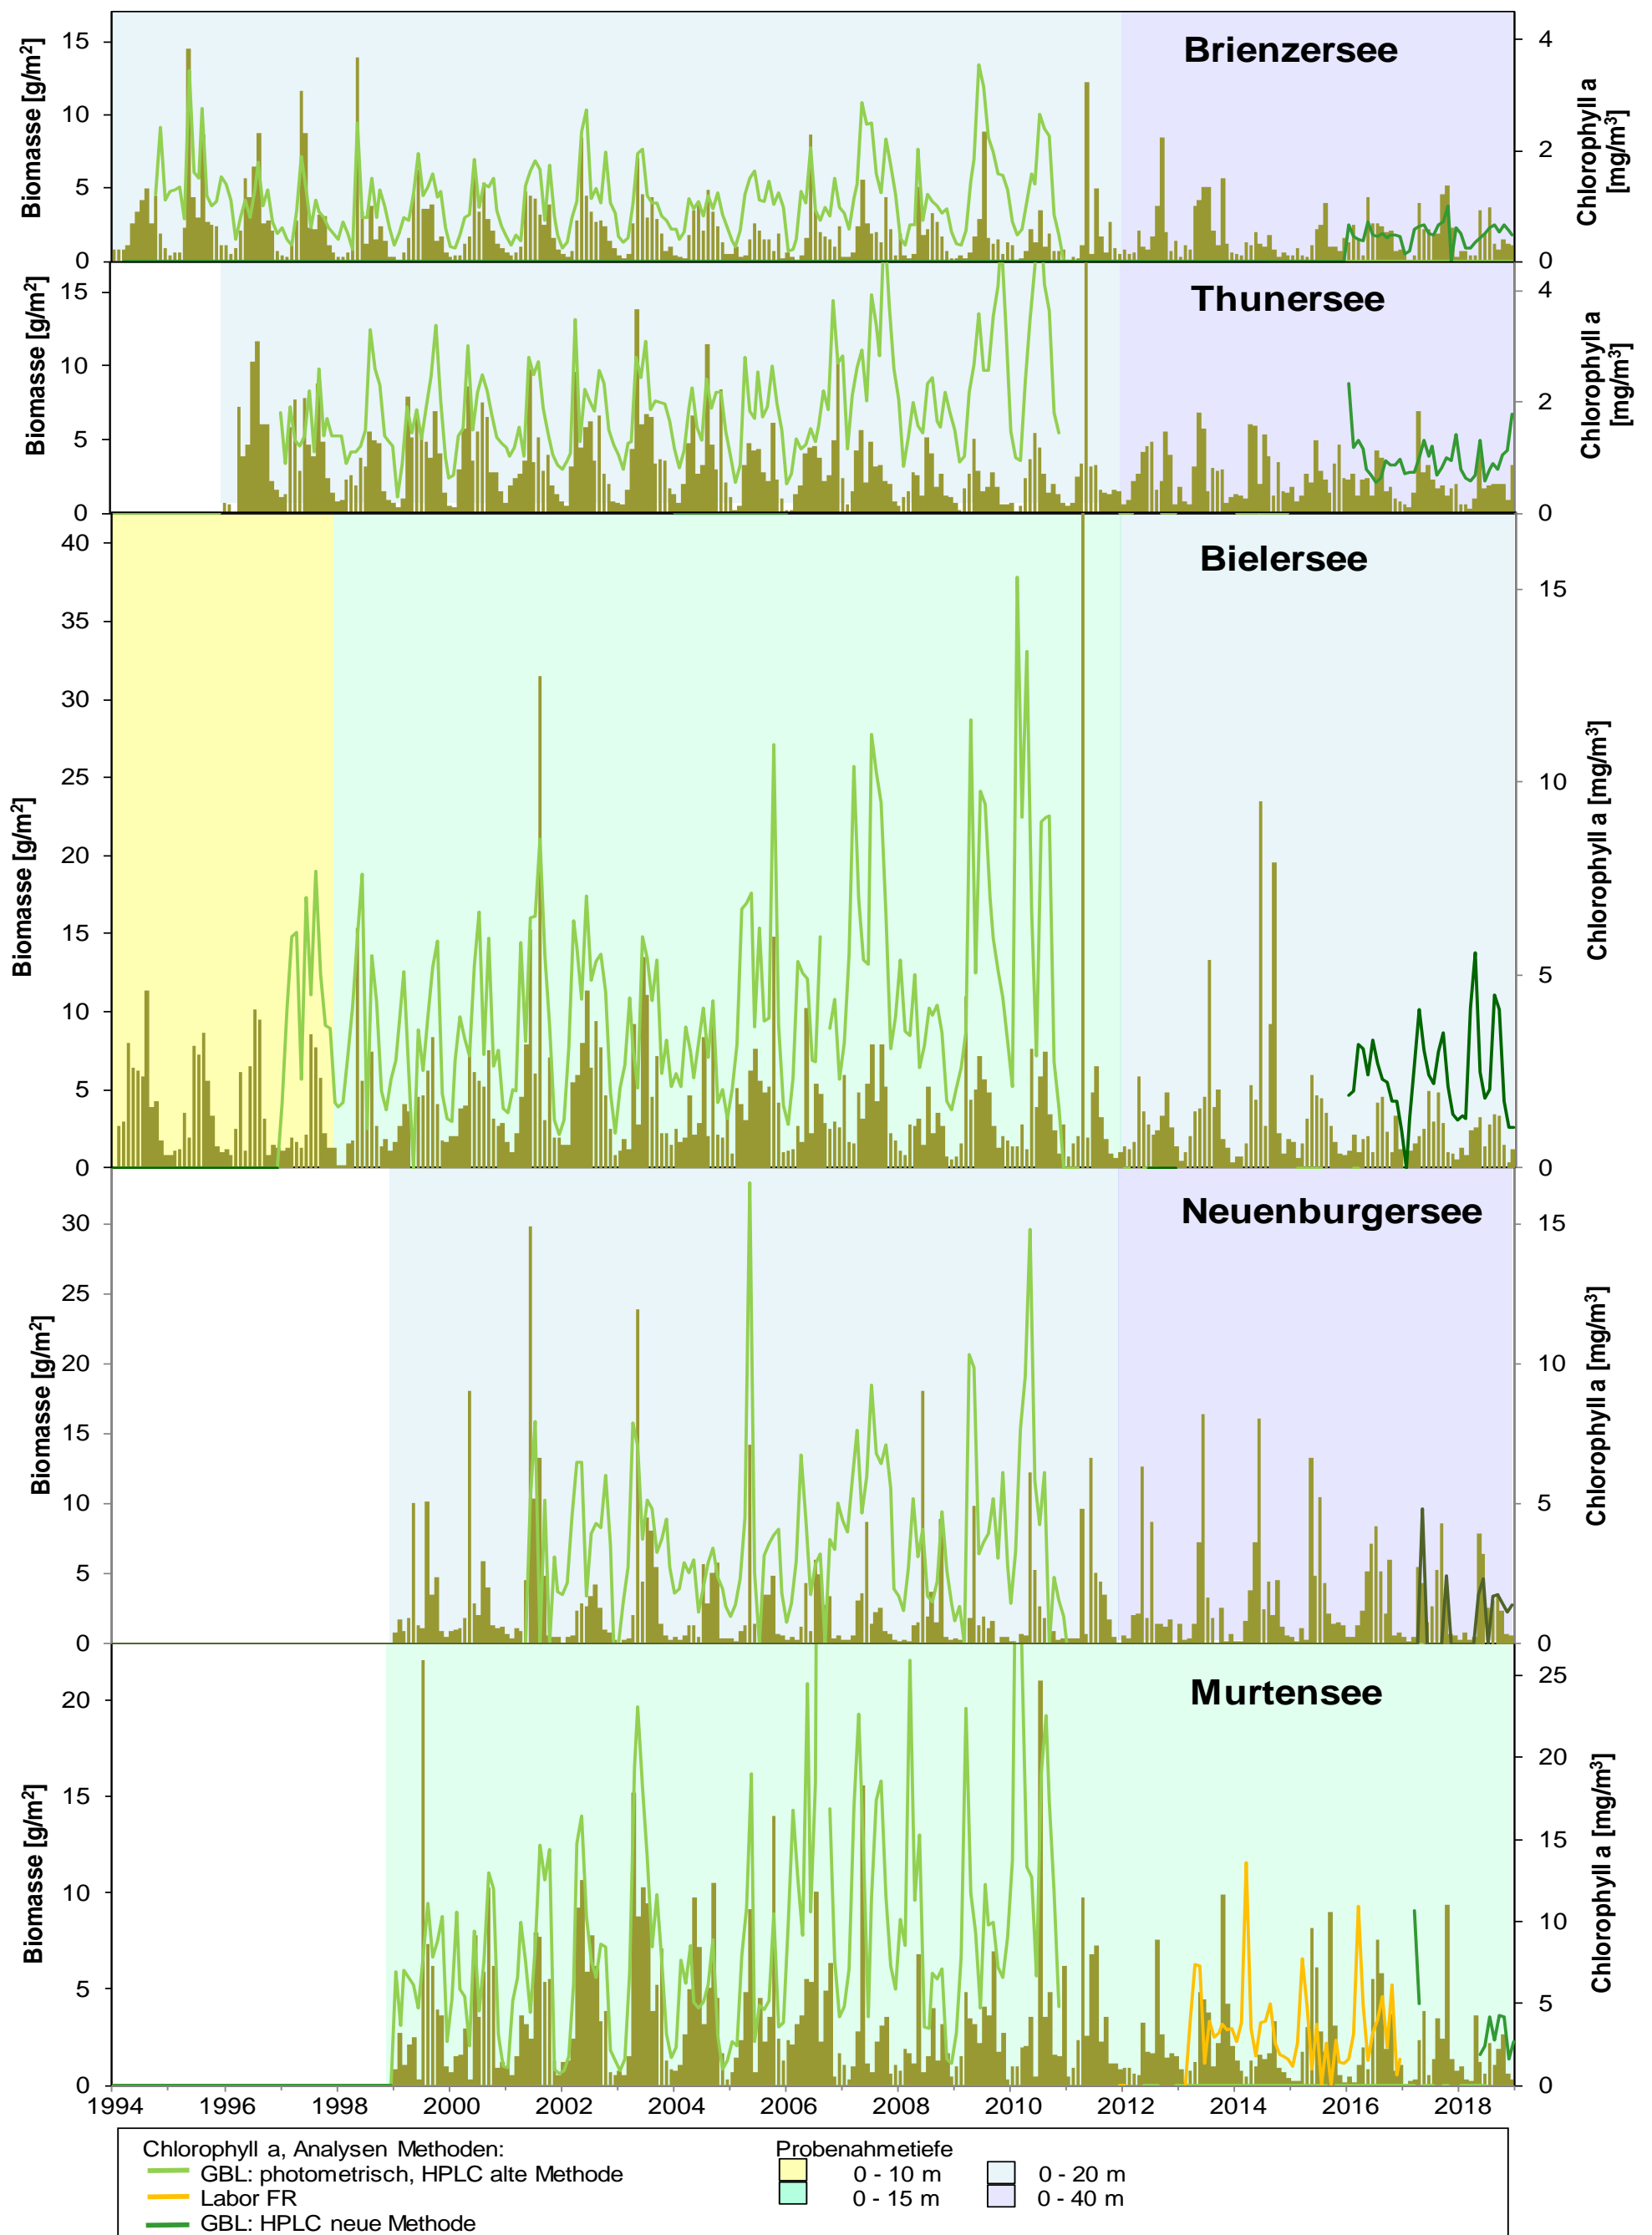 Brienzersee
Biomasse [g/m²]
15
10
5
0
4
2
0
Chlorophyll a
[mg/m³]
Thunersee
Biomasse [g/m²]
15
10
5
0
4
2
0
Chlorophyll a
[mg/m³]
Bielersee
Biomasse [g/m²]
40
35
30
25
20
15
10
5
0
15
10
5
0
Chlorophyll a [mg/m³]
Neuenburgersee
Biomasse [g/m²]
30
25
20
15
10
5
0
15
10
5
0
Chlorophyll a [mg/m³]
Murtensee
Biomasse [g/m²]
20
15
10
5
0
25
20
15
10
5
0
Chlorophyll a [mg/m³]
1994 1996 1998 2000 2002 2004 2006 2008 2010 2012 2014 2016 2018
Chlorophyll a, Analysen Methoden:
GBL: photometrisch, HPLC alte Methode
Labor FR
GBL: HPLC neue Methode
Probenahmetiefe
0 - 10 m 0 - 20 m
0 - 15 m 0 - 40 m